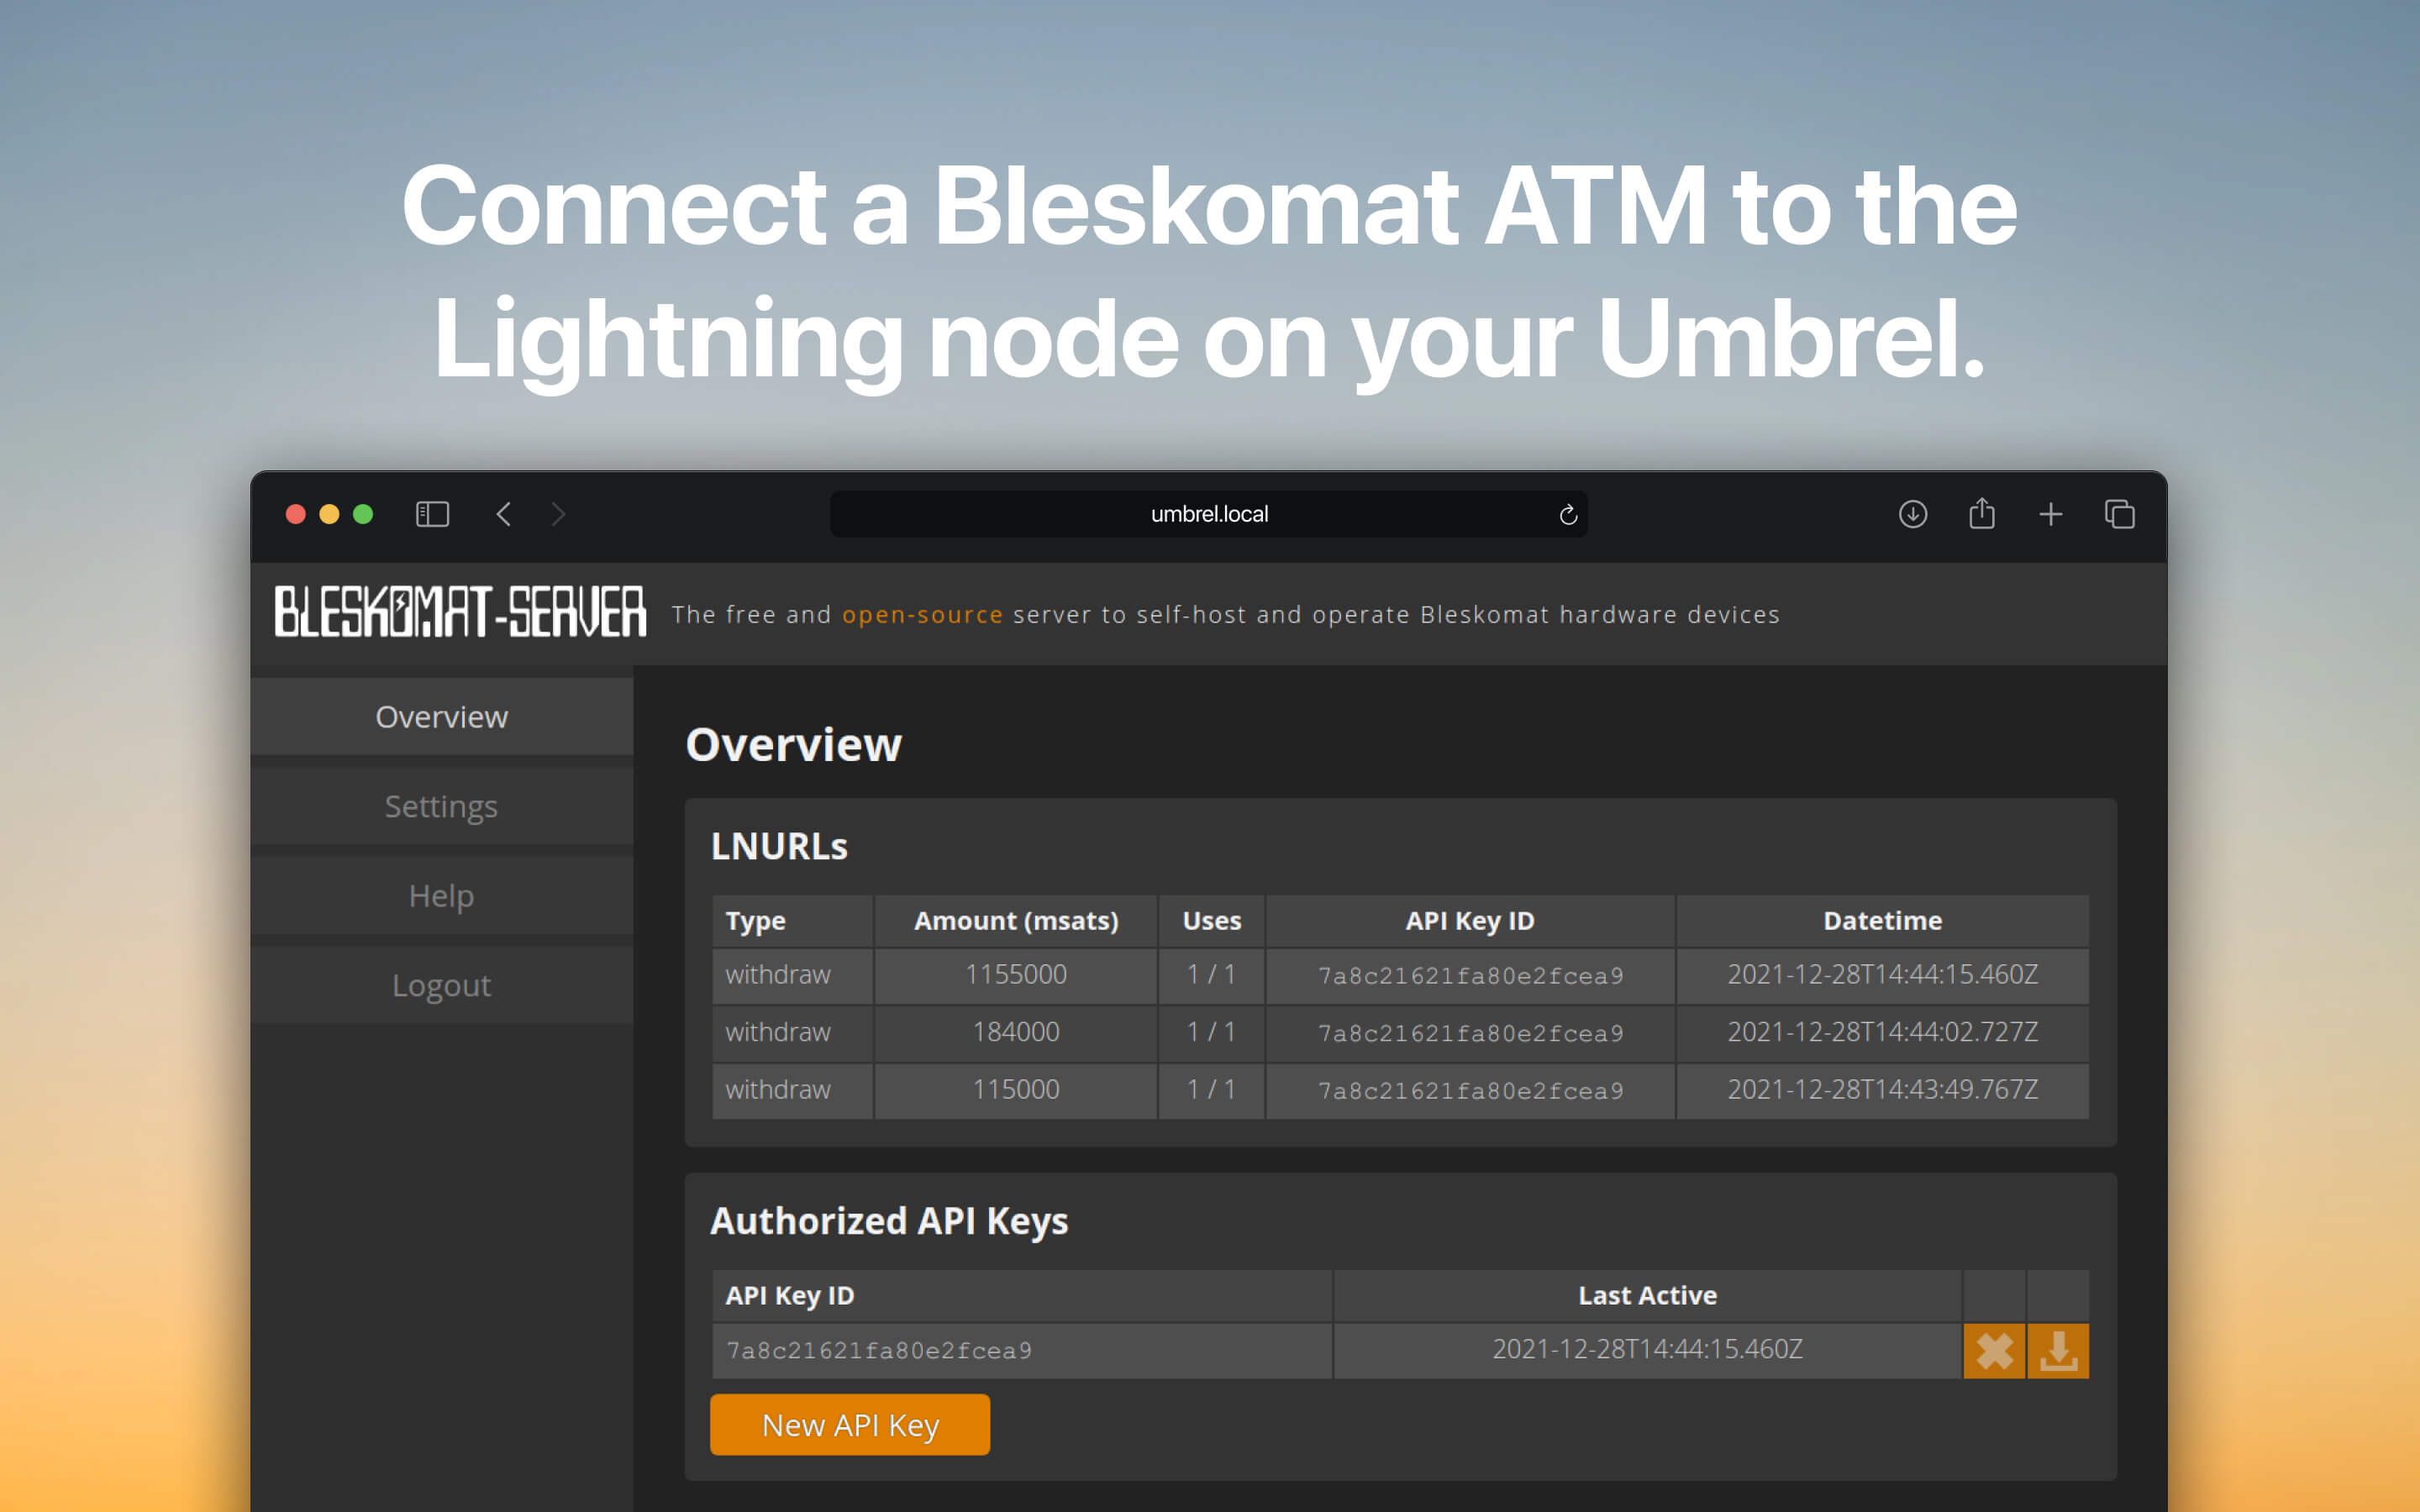 Connect a Bleskomat ATM to the
Lightning node on your Umbrel.
umbrel.local
BLESKOMAT-SERVER The free and open-source server to self-host and operate Bleskomat hardware devices
Overview
Settings
Help
Logout
Overview
LNURLs
Type Amount (msats) Uses API Key ID Datetime
withdraw 1155000 1 / 1 7a8c21621fa80e2fcea9 2021-12-28T14:44:15.460Z
withdraw 184000 1 / 1 7a8c21621fa80e2fcea9 2021-12-28T14:44:02.727Z
withdraw 115000 1 / 1 7a8c21621fa80e2fcea9 2021-12-28T14:43:49.767Z
Authorized API Keys
API Key ID Last Active
7a8c21621fa80e2fcea9 2021-12-28T14:44:15.460Z
New API Key